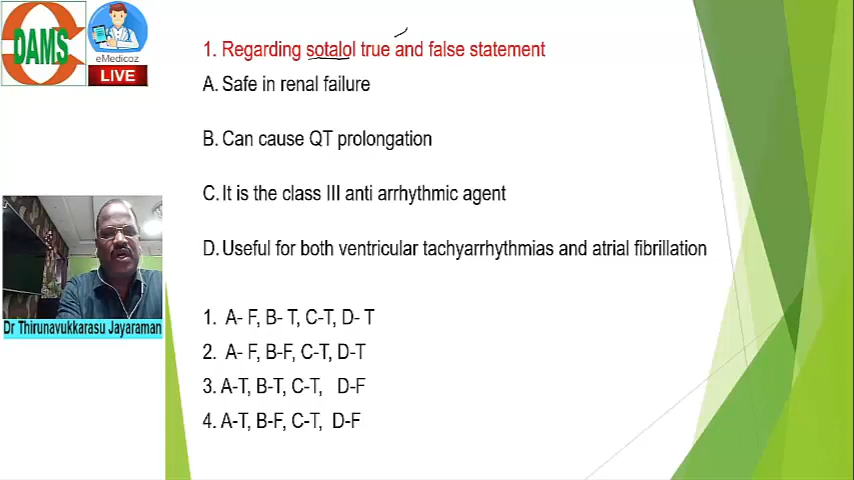 DAMS
eMedicoz
LIVE
1. Regarding sotalol true and false statement
A. Safe in renal failure
B. Can cause QT prolongation
C. It is the class III anti arrhythmic agent
D. Useful for both ventricular tachyarrhythmias and atrial fibrillation
1. A- F, B- T, C-T, D- T
2. A- F, B-F, C-T, D-T
3. A-T, B-T, C-T, D-F
4. A-T, B-F, C-T, D-F
Dr Thirunavukkarasu Jayaraman